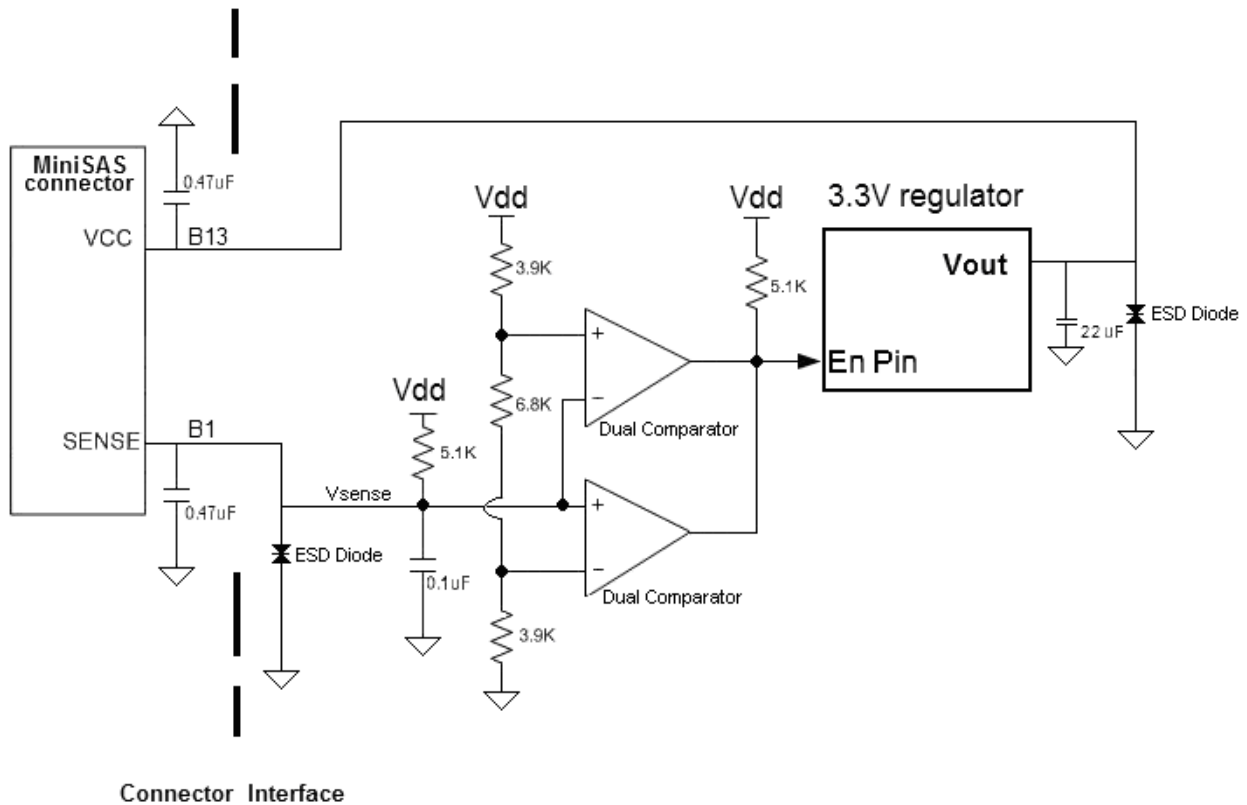 MiniSAS
connector
0.47uF
VCC
B13
Vdd
3.9K
Vdd
5.1K
3.3V regulator
Vout
En Pin
22 uF
ESD Diode
+
−
Dual Comparator
6.8K
Vdd
5.1K
SENSE
B1
0.47uF
Vsense
ESD Diode
0.1uF
+
−
Dual Comparator
3.9K
Connector Interface